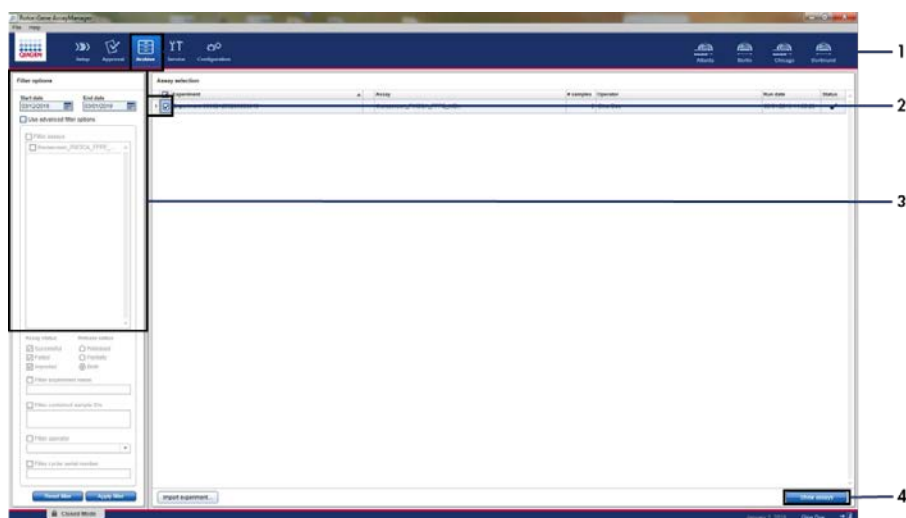 Rotor-Gene AssayManager
File Help
QIAGEN
Setup Approval Archive Service Configuration
Atlanta Berlin Chicago Dortmund
1
Filter options
Assay selection
Start date End date
Experiment Assay # samples Operator Run date Status
2
Use advanced filter options
Filter assays
3
Assay status Release status
Successful Released
Failed Partially
Imported Both
Filter experiment name
Filter contained sample IDs
Filter operator
Filter cycler serial number
Reset filter Apply filter
Import experiment...
Show assays
4
Closed Mode